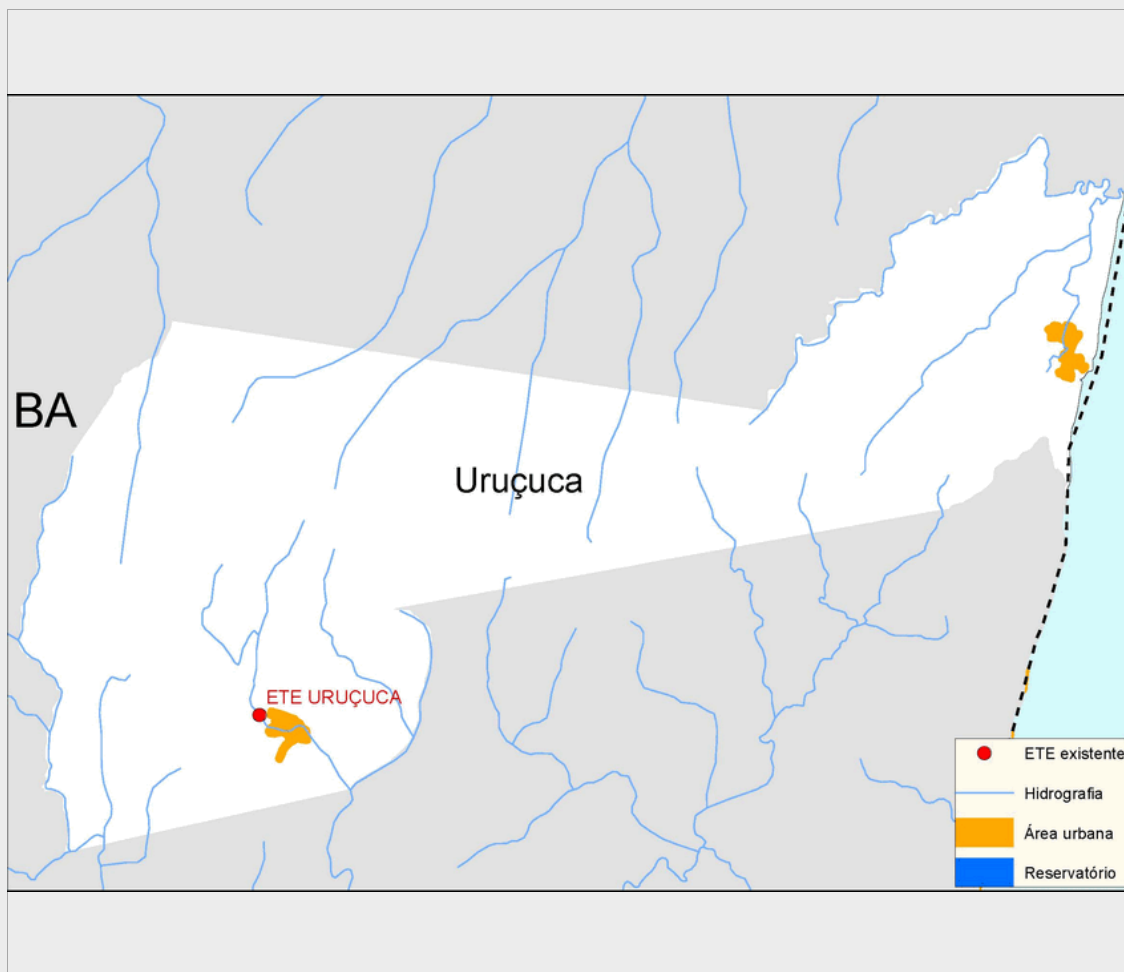 BA
Uruçuca
ETE URUÇUCA
ETE existente
Hidrografia
Área urbana
Reservatório